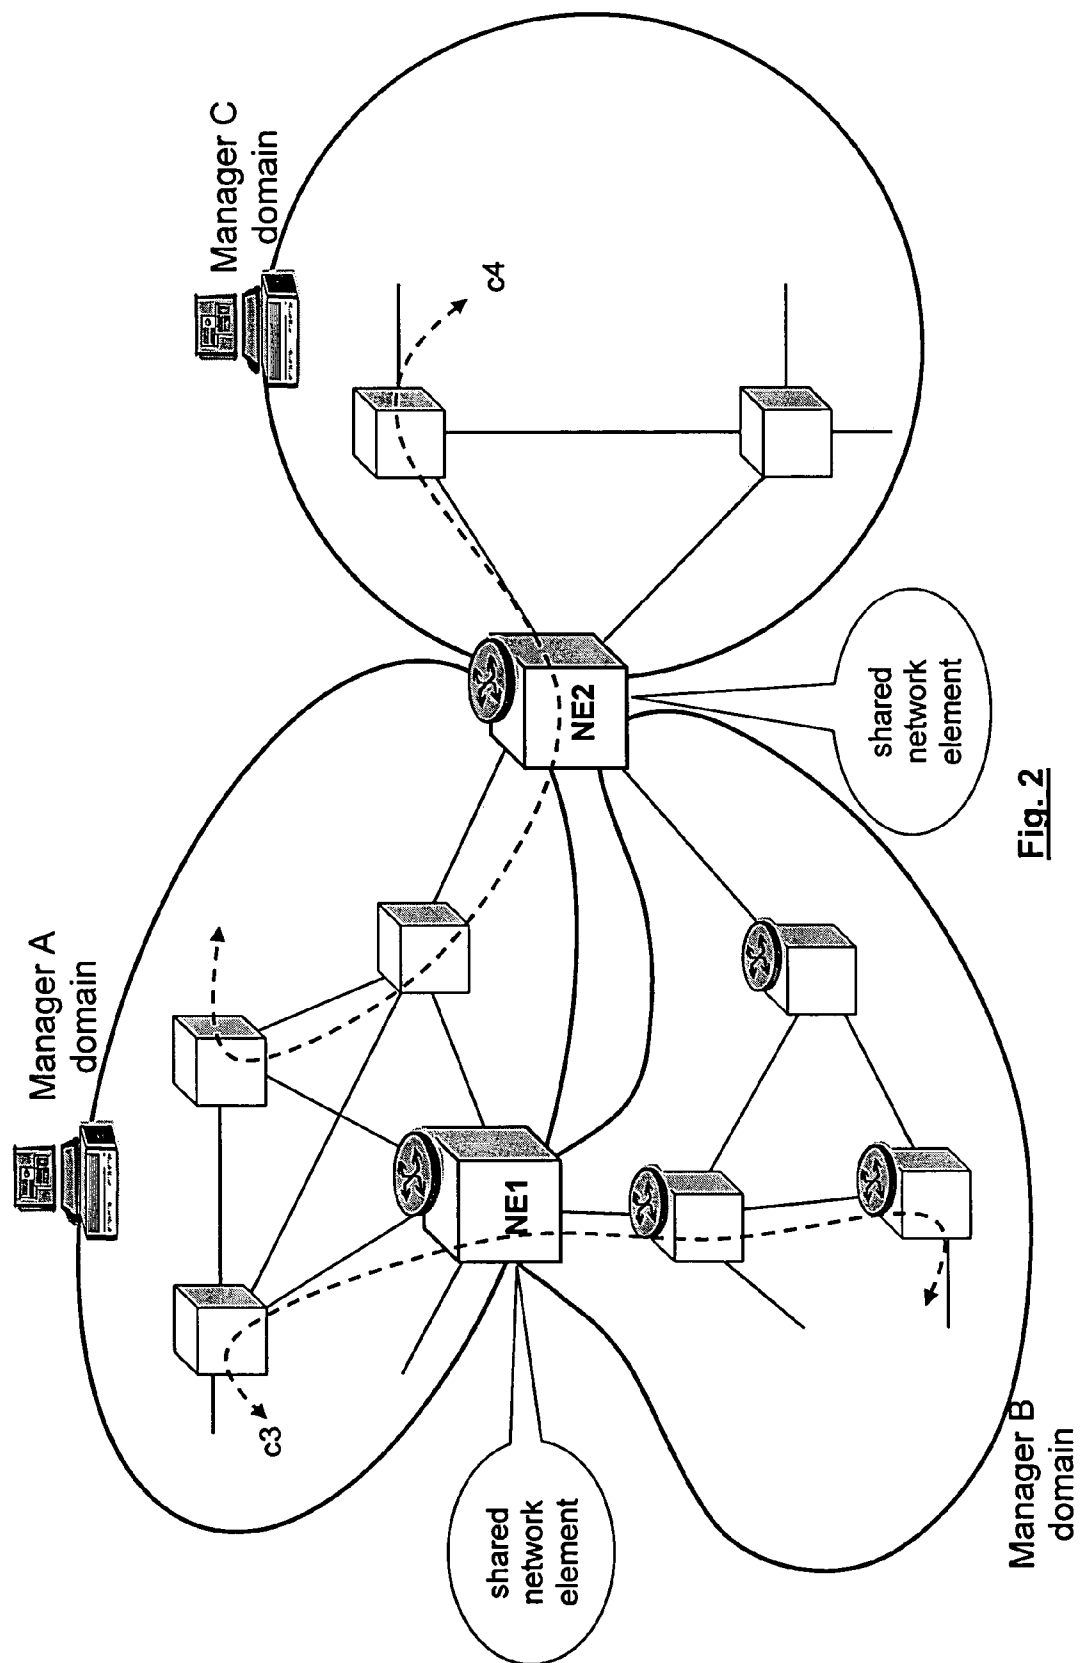 Manager A
domain
Manager C
domain
c3
c4
NE1
NE2
shared
network
element
shared
network
element
Manager B
domain
Fig. 2